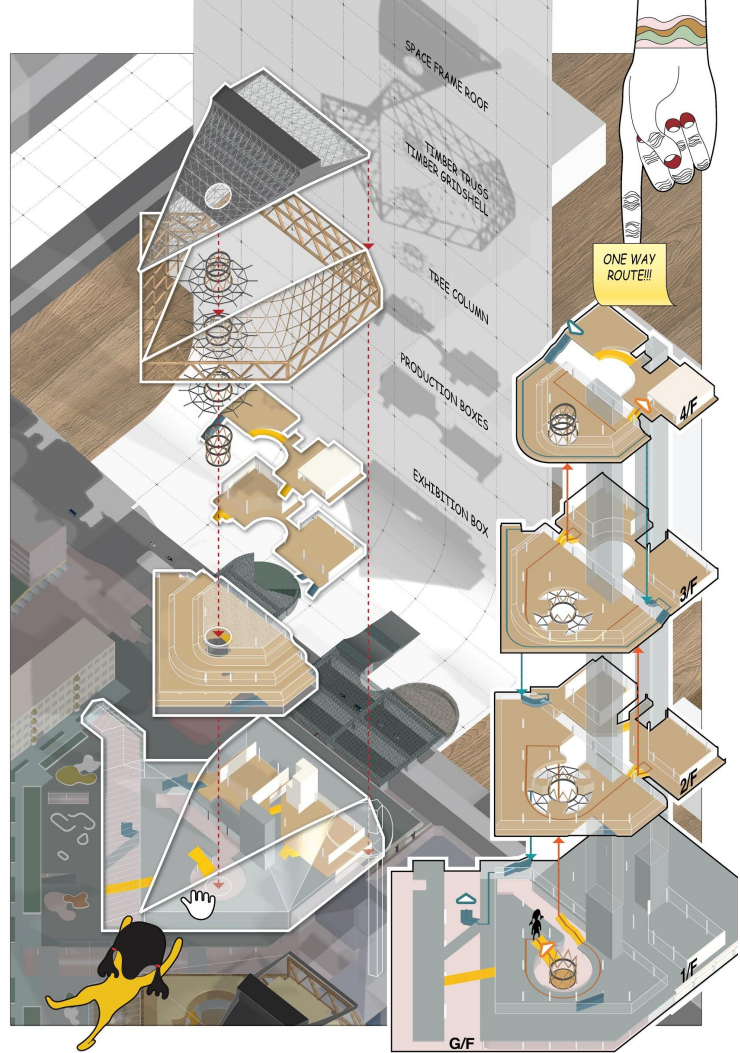 SPACE FRAME ROOF
TIMBER TRUSS
TIMBER GRIDSHELL
TREE COLUMN
PRODUCTION BOXES
EXHIBITION BOX
ONE WAY
ROUTE!!!
4/F
3/F
2/F
1/F
G/F